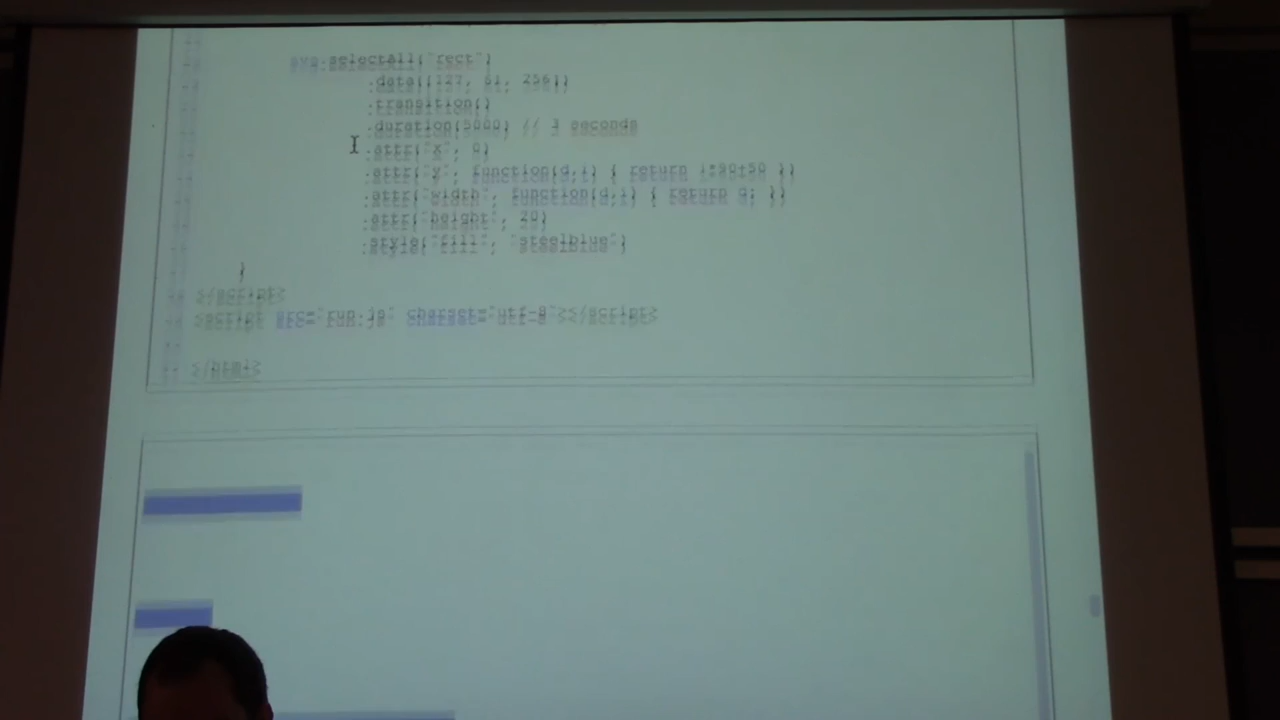 svg.selectAll("rect")
.data([127, 61, 256])
.transition()
.duration(5000) // 3 seconds
.attr("x", 0)
.attr("y", function(d,i) { return i*90+50 })
.attr("width", function(d,i) { return d; })
.attr("height", 20)
.style("fill", "steelblue")
}
</script>
<script src="run.js" charset="utf-8"></script>
</html>